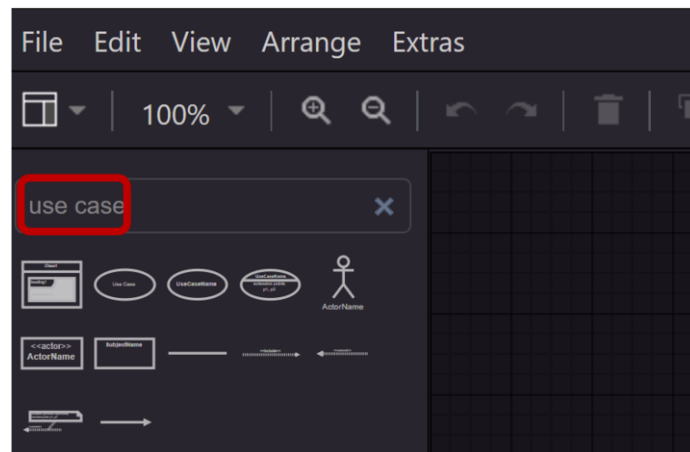 File Edit View Arrange Extras
100%
use case
Use Case UseCaseName UseCaseName
ActorName
<<actor>> SubjectName
ActorName